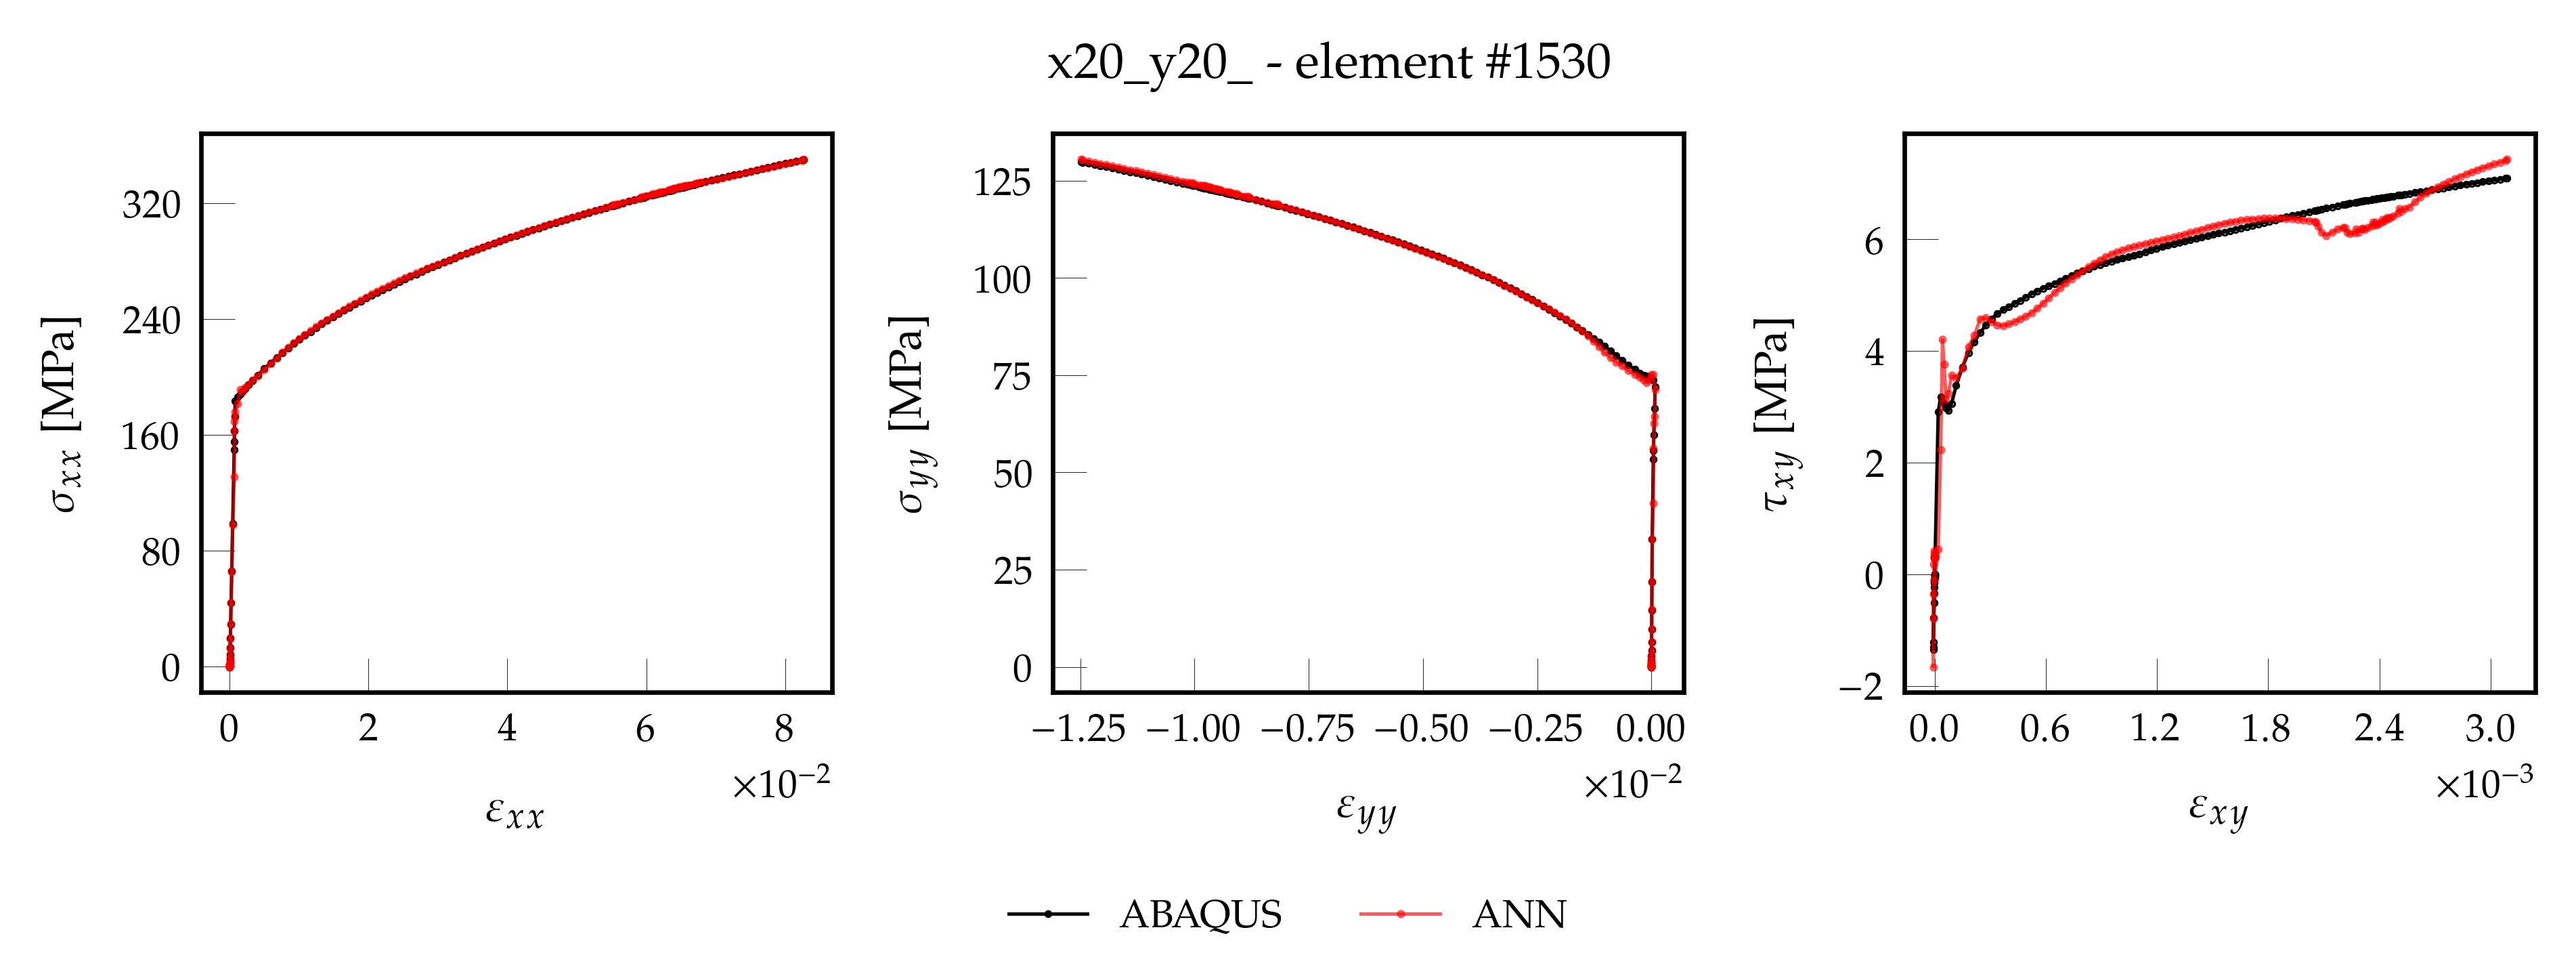 x20_y20_ - element #1530
σxx [MPa]
320
240
160
80
0
0 2 4 6 8
×10⁻²
εxx
σyy [MPa]
125
100
75
50
25
0
−1.25 −1.00 −0.75 −0.50 −0.25 0.00
×10⁻²
εyy
τxy [MPa]
6
4
2
0
−2
0.0 0.6 1.2 1.8 2.4 3.0
×10⁻³
εxy
ABAQUS ANN